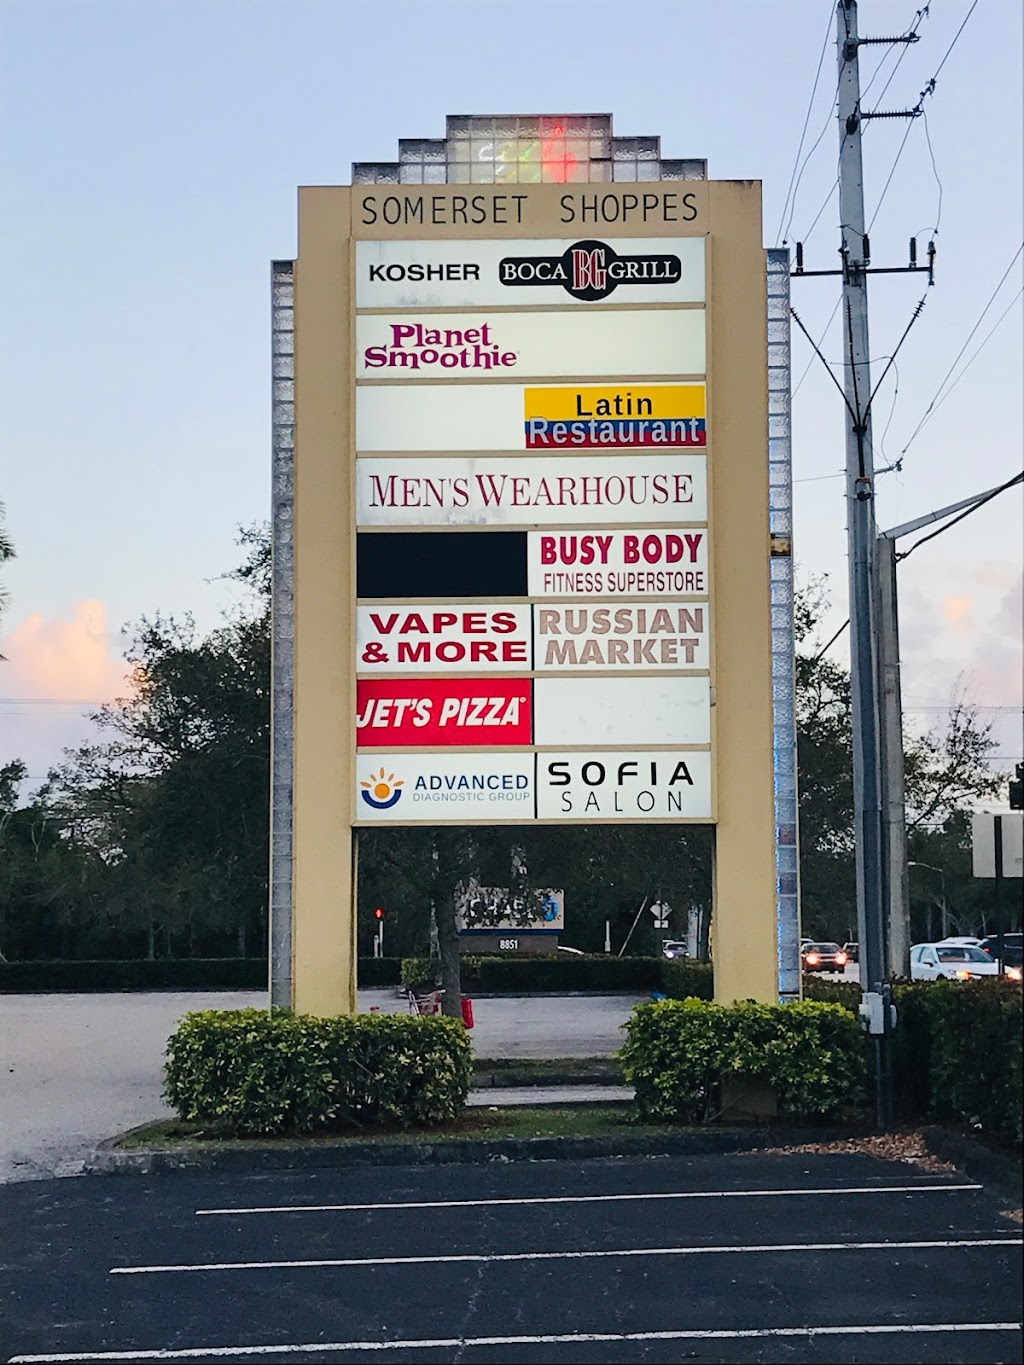 SOMERSET SHOPPES
KOSHER BOCA BG GRILL
Planet
Smoothie
Latin
Restaurant
MEN'S WEARHOUSE
BUSY BODY
FITNESS SUPERSTORE
VAPES
& MORE
RUSSIAN
MARKET
JET'S PIZZA
ADVANCED
DIAGNOSTIC GROUP
SOFIA
SALON
8851